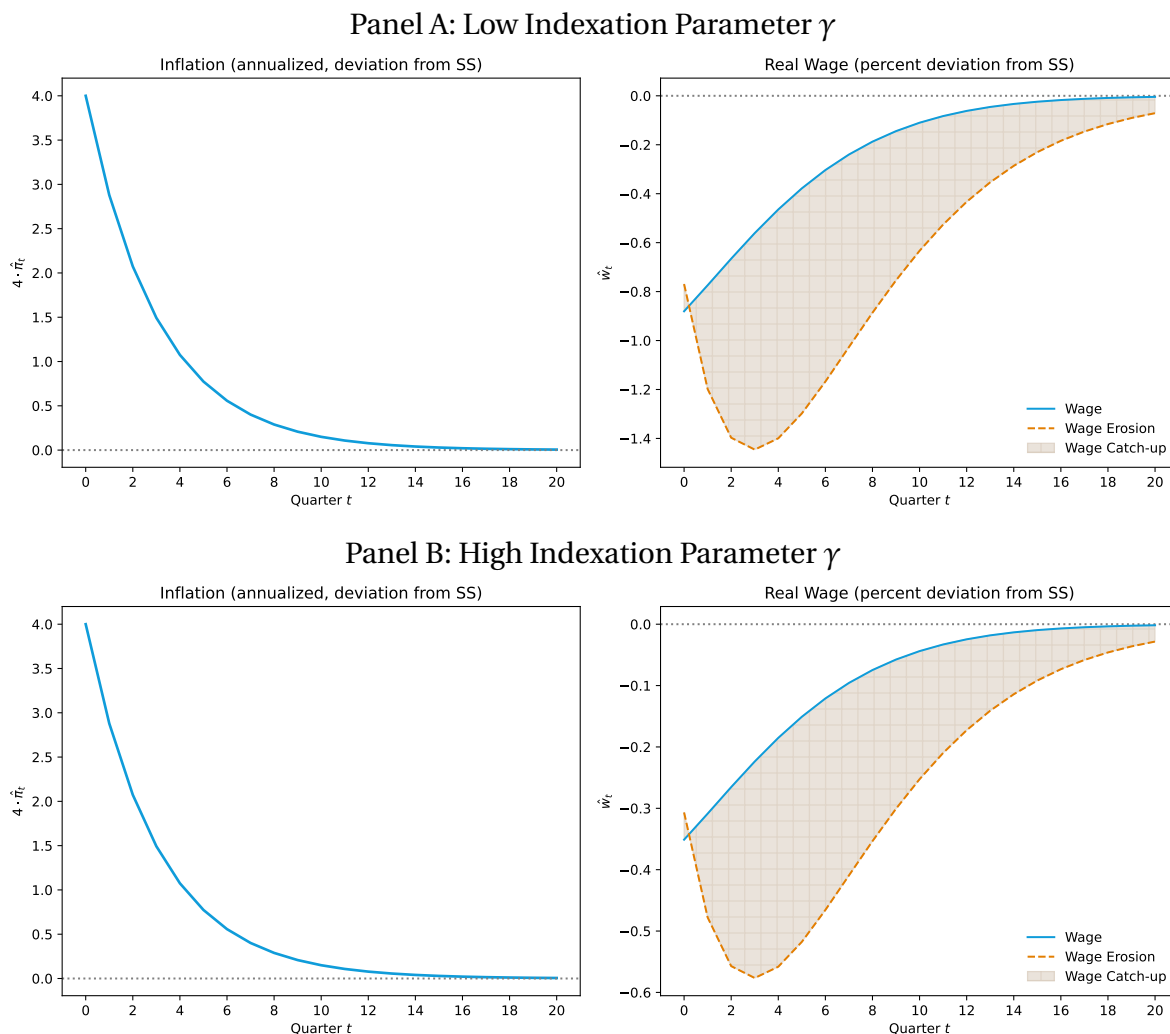 Panel A: Low Indexation Parameter γ
Inflation (annualized, deviation from SS)
4.0
3.5
3.0
2.5
2.0
1.5
1.0
0.5
0.0
4 · π̂ₜ
0 2 4 6 8 10 12 14 16 18 20
Quarter t
Real Wage (percent deviation from SS)
0.0
−0.2
−0.4
−0.6
−0.8
−1.0
−1.2
−1.4
ŵₜ
Wage
Wage Erosion
Wage Catch-up
0 2 4 6 8 10 12 14 16 18 20
Quarter t
Panel B: High Indexation Parameter γ
Inflation (annualized, deviation from SS)
4.0
3.5
3.0
2.5
2.0
1.5
1.0
0.5
0.0
4 · π̂ₜ
0 2 4 6 8 10 12 14 16 18 20
Quarter t
Real Wage (percent deviation from SS)
0.0
−0.1
−0.2
−0.3
−0.4
−0.5
−0.6
ŵₜ
Wage
Wage Erosion
Wage Catch-up
0 2 4 6 8 10 12 14 16 18 20
Quarter t